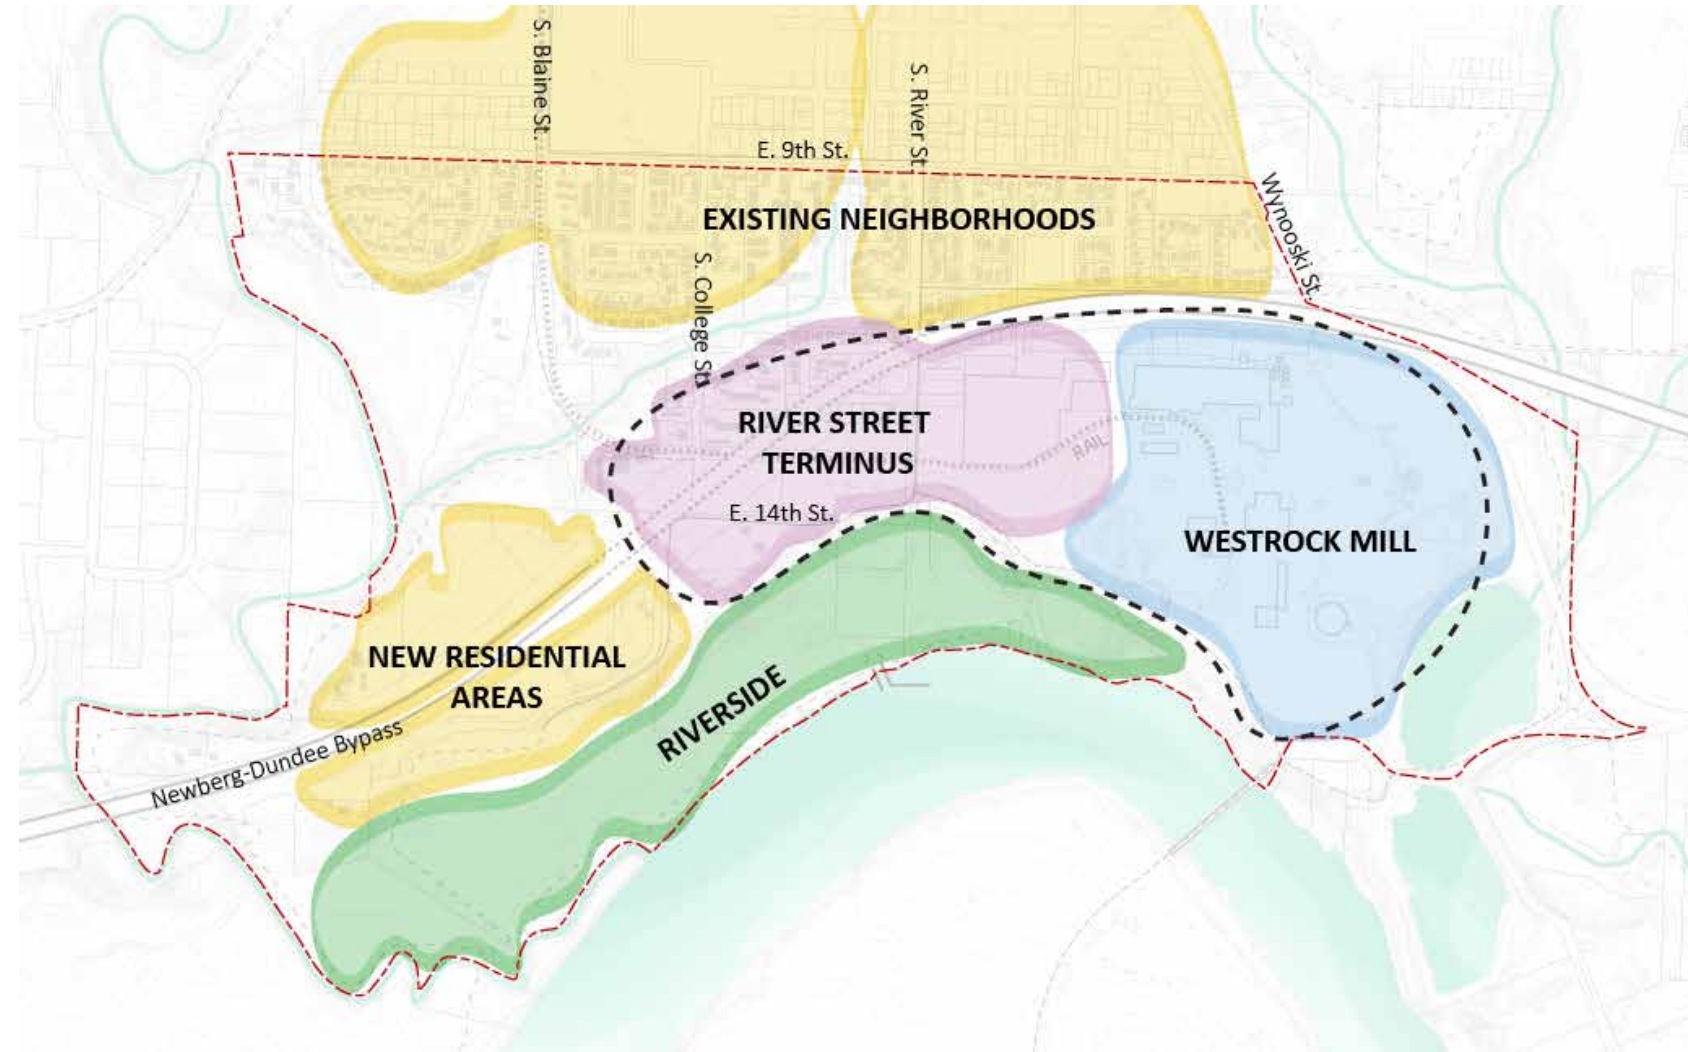 S. Blaine St.
S. River St.
E. 9th St.
Wynooski St.
EXISTING NEIGHBORHOODS
S. College St.
RIVER STREET
TERMINUS
RAIL
E. 14th St.
WESTROCK MILL
NEW RESIDENTIAL
AREAS
RIVERSIDE
Newberg-Dundee Bypass